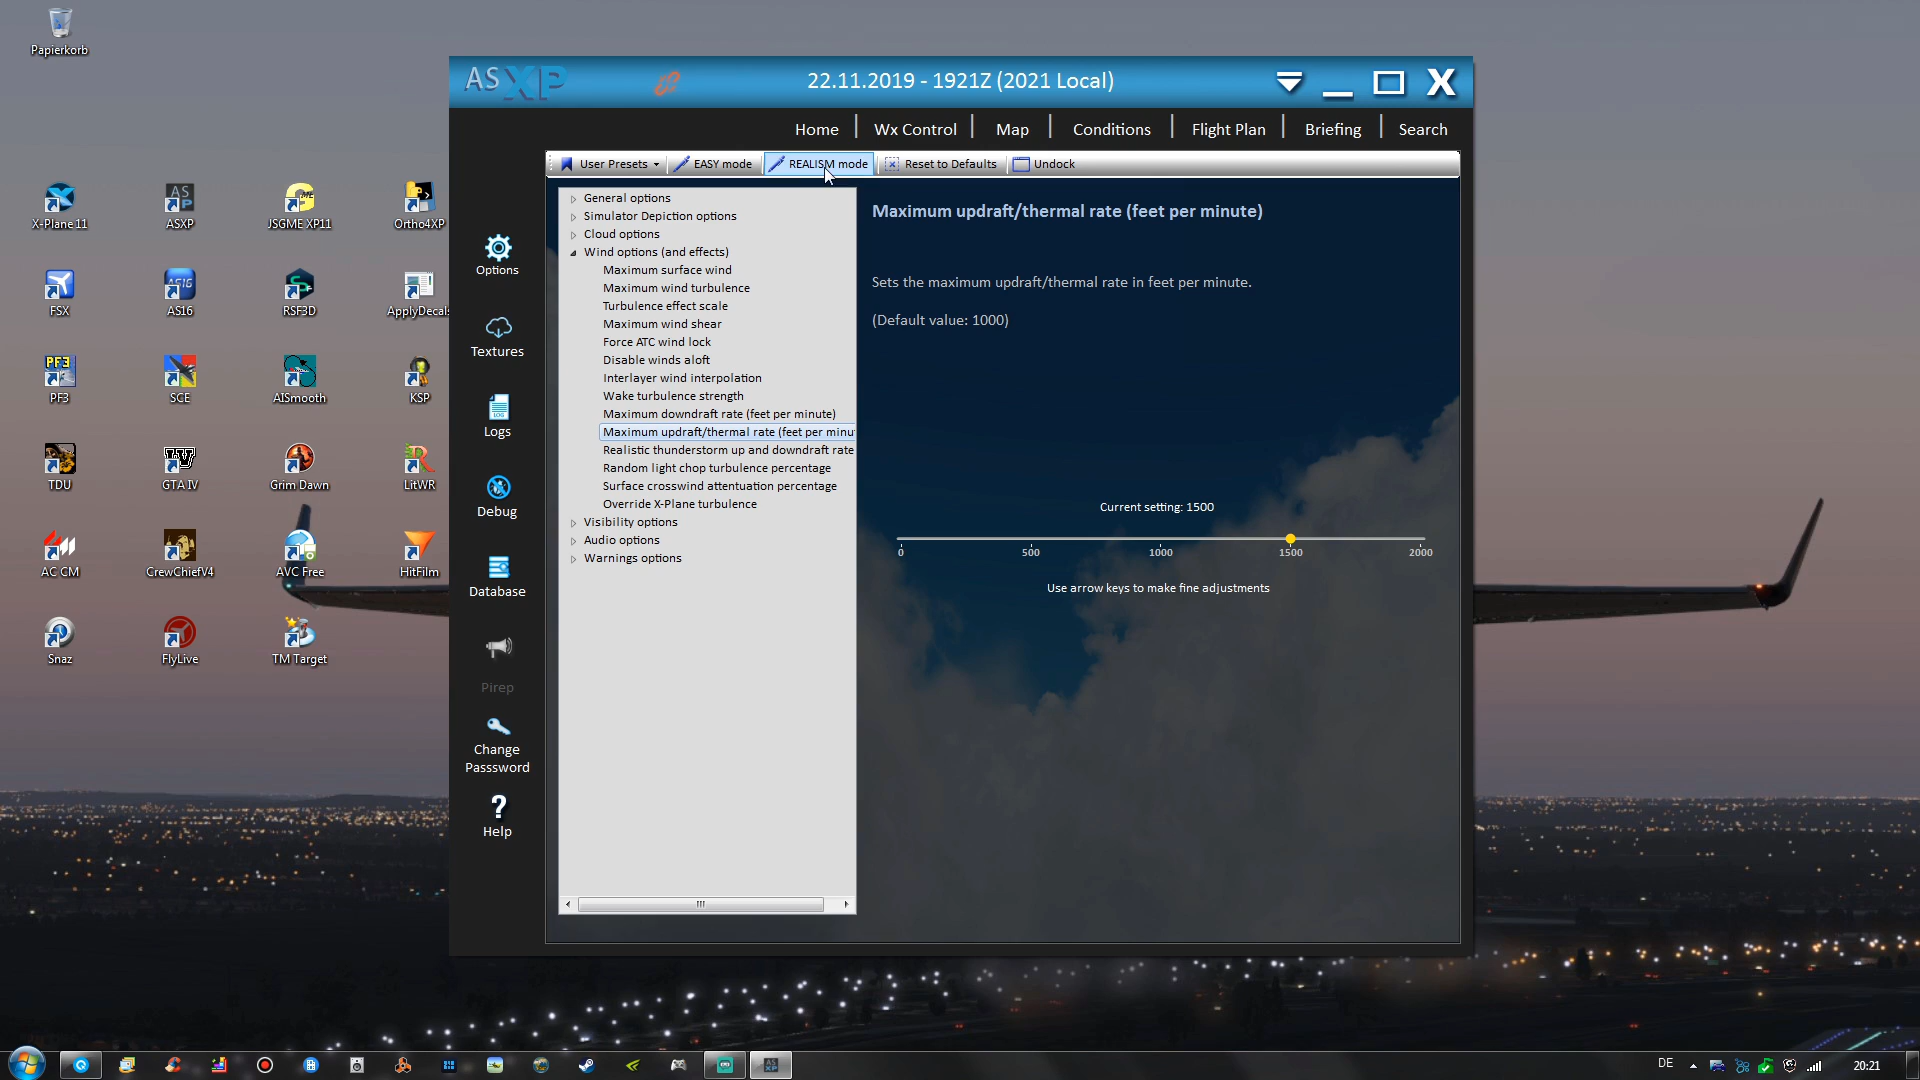 Papierkorb
X-Plane 11
ASXP
JSGME XP11
Ortho4XP
FSX
AS16
RSF3D
ApplyDecals
PF3
SCE
AISmooth
KSP
TDU
GTA IV
Grim Dawn
LitWR
AC CM
CrewChiefV4
AVC Free
HitFilm
Snaz
FlyLive
TM Target
ASXP
22.11.2019 - 1921Z (2021 Local)
X
Home
Wx Control
Map
Conditions
Flight Plan
Briefing
Search
User Presets
EASY mode
REALISM mode
Reset to Defaults
Undock
Options
Textures
LOG
Logs
Debug
Database
Pirep
Change
Passsword
?
Help
General options
Simulator Depiction options
Cloud options
Wind options (and effects)
Maximum surface wind
Maximum wind turbulence
Turbulence effect scale
Maximum wind shear
Force ATC wind lock
Disable winds aloft
Interlayer wind interpolation
Wake turbulence strength
Maximum downdraft rate (feet per minute)
Maximum updraft/thermal rate (feet per minu
Realistic thunderstorm up and downdraft rate
Random light chop turbulence percentage
Surface crosswind attentuation percentage
Override X-Plane turbulence
Visibility options
Audio options
Warnings options
Maximum updraft/thermal rate (feet per minute)
Sets the maximum updraft/thermal rate in feet per minute.
(Default value: 1000)
Current setting: 1500
0
500
1000
1500
2000
Use arrow keys to make fine adjustments
DE
20:21